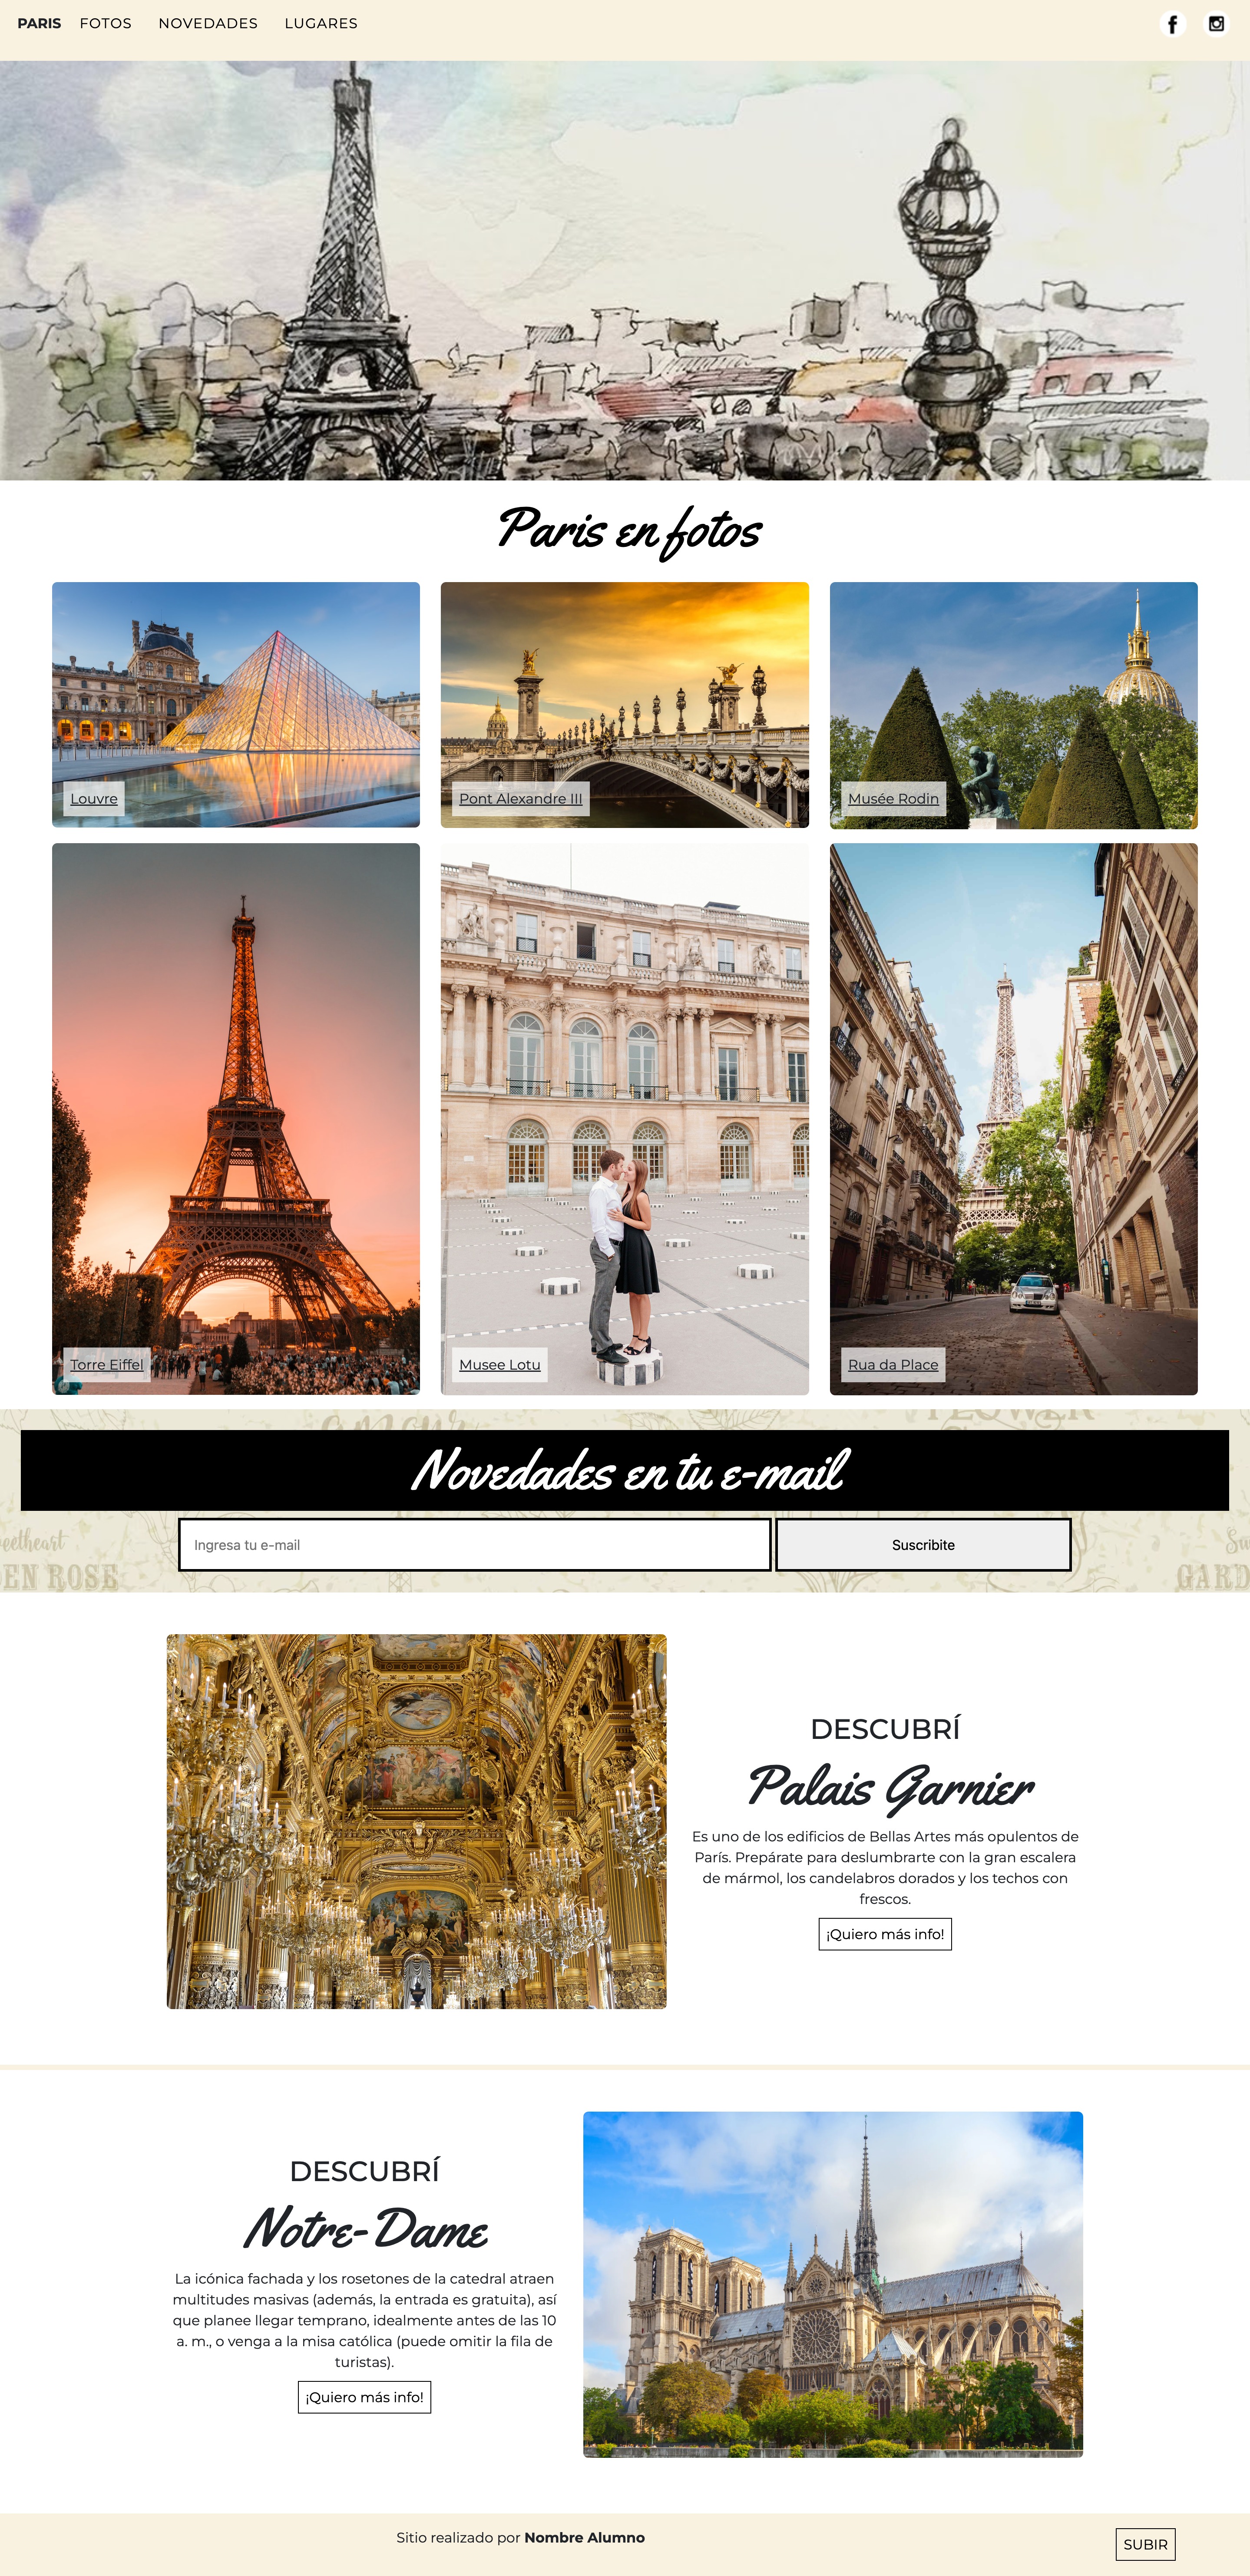 PARIS FOTOS NOVEDADES LUGARES
Paris en fotos
Louvre
Pont Alexandre III
Musée Rodin
Torre Eiffel
Musee Lotu
Rua da Place
Novedades en tu e-mail
Ingresa tu e-mail
Suscribite
EN ROSE
GARD
DESCUBRÍ
Palais Garnier
Es uno de los edificios de Bellas Artes más opulentos de
París. Prepárate para deslumbrarte con la gran escalera
de mármol, los candelabros dorados y los techos con
frescos.
¡Quiero más info!
DESCUBRÍ
Notre-Dame
La icónica fachada y los rosetones de la catedral atraen
multitudes masivas (además, la entrada es gratuita), así
que planee llegar temprano, idealmente antes de las 10
a. m., o venga a la misa católica (puede omitir la fila de
turistas).
¡Quiero más info!
Sitio realizado por Nombre Alumno
SUBIR